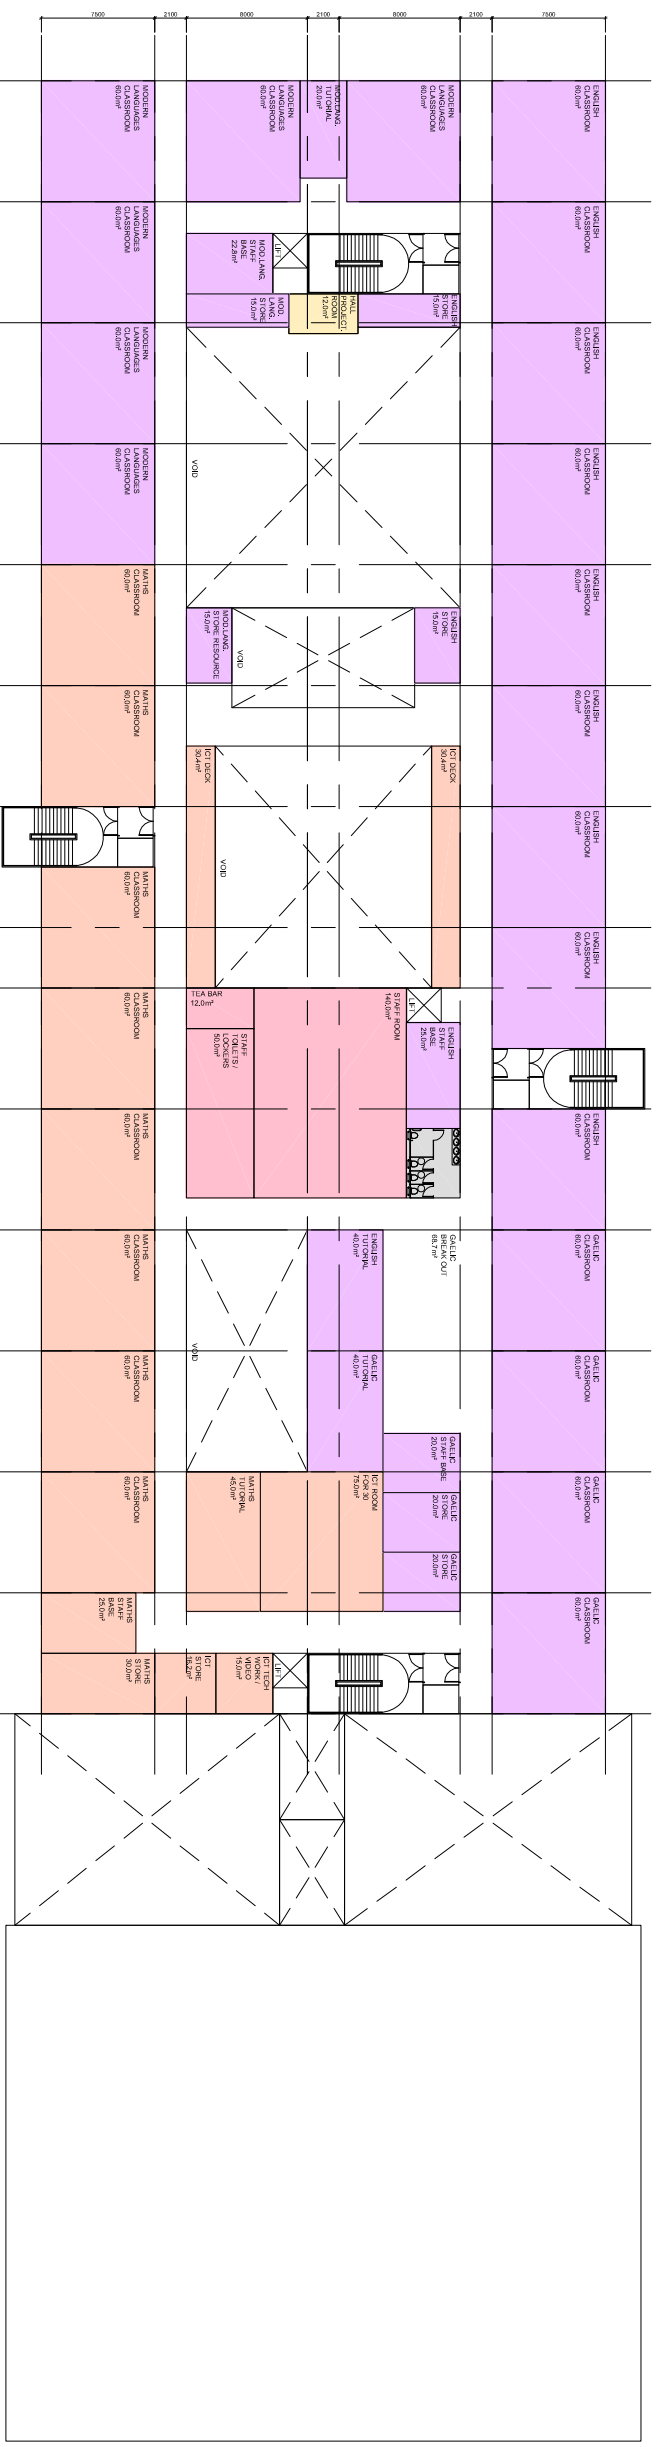 7500
2100
8000
2100
8000
2100
7500
MODERN
LANGUAGES
CLASSROOM
60.0m²
MODERN
LANGUAGES
CLASSROOM
60.0m²
MOD.LANG.
TUTORIAL
20.0m²
MODERN
LANGUAGES
CLASSROOM
60.0m²
ENGLISH
CLASSROOM
60.0m²
MODERN
LANGUAGES
CLASSROOM
60.0m²
MOD.LANG.
STAFF
BASE
22.8m²
LIFT
ENGLISH
CLASSROOM
60.0m²
MOD.
LANG.
STORE
15.0m²
HALL
PROJECT.
ROOM
12.0m²
ENGLISH
STORE
15.0m²
MODERN
LANGUAGES
CLASSROOM
60.0m²
ENGLISH
CLASSROOM
60.0m²
MODERN
LANGUAGES
CLASSROOM
60.0m²
VOID
ENGLISH
CLASSROOM
60.0m²
MATHS
CLASSROOM
60.0m²
MOD.LANG.
STORE RESOURCE
15.0m²
VOID
ENGLISH
STORE
15.0m²
ENGLISH
CLASSROOM
60.0m²
MATHS
CLASSROOM
60.0m²
ENGLISH
CLASSROOM
60.0m²
ICT DECK
30.4m²
VOID
ICT DECK
30.4m²
ENGLISH
CLASSROOM
60.0m²
MATHS
CLASSROOM
60.0m²
ENGLISH
CLASSROOM
60.0m²
MATHS
CLASSROOM
60.0m²
TEA BAR
12.0m²
STAFF
TOILETS /
LOCKERS
50.0m²
STAFF ROOM
140.0m²
LIFT
ENGLISH
STAFF
BASE
25.0m²
MATHS
CLASSROOM
60.0m²
ENGLISH
CLASSROOM
60.0m²
MATHS
CLASSROOM
60.0m²
ENGLISH
TUTORIAL
40.0m²
GAELIC
BREAK OUT
68.7m²
GAELIC
CLASSROOM
60.0m²
MATHS
CLASSROOM
60.0m²
VOID
GAELIC
TUTORIAL
40.0m²
GAELIC
CLASSROOM
60.0m²
GAELIC
STAFF BASE
20.0m²
MATHS
CLASSROOM
60.0m²
MATHS
TUTORIAL
45.0m²
ICT ROOM
FOR 30
75.0m²
GAELIC
STORE
20.0m²
GAELIC
STORE
20.0m²
GAELIC
CLASSROOM
60.0m²
MATHS
STAFF
BASE
25.0m²
GAELIC
CLASSROOM
60.0m²
MATHS
STORE
30.0m²
ICT
STORE
16.2m²
ICT TECH
WORK /
VIDEO
15.0m²
LIFT